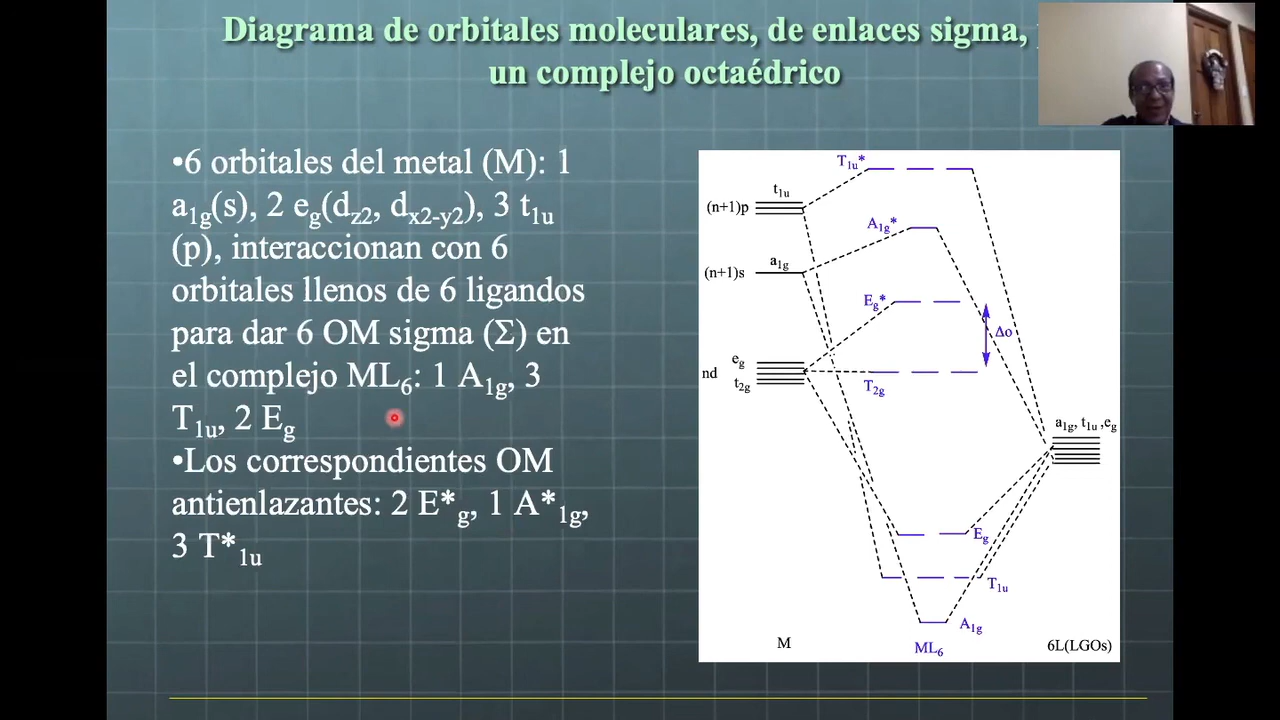 Diagrama de orbitales moleculares, de enlaces sigma,
un complejo octaédrico
•6 orbitales del metal (M): 1
a1g(s), 2 eg(dz2, dx2-y2), 3 t1u
(p), interaccionan con 6
orbitales llenos de 6 ligandos
para dar 6 OM sigma (Σ) en
el complejo ML6: 1 A1g, 3
T1u, 2 Eg
•Los correspondientes OM
antienlazantes: 2 E*g, 1 A*1g,
3 T*1u
T1u*
t1u
(n+1)p
A1g*
a1g
(n+1)s
Eg*
Δo
eg
nd
t2g
T2g
a1g, t1u ,eg
Eg
T1u
A1g
M
ML6
6L(LGOs)